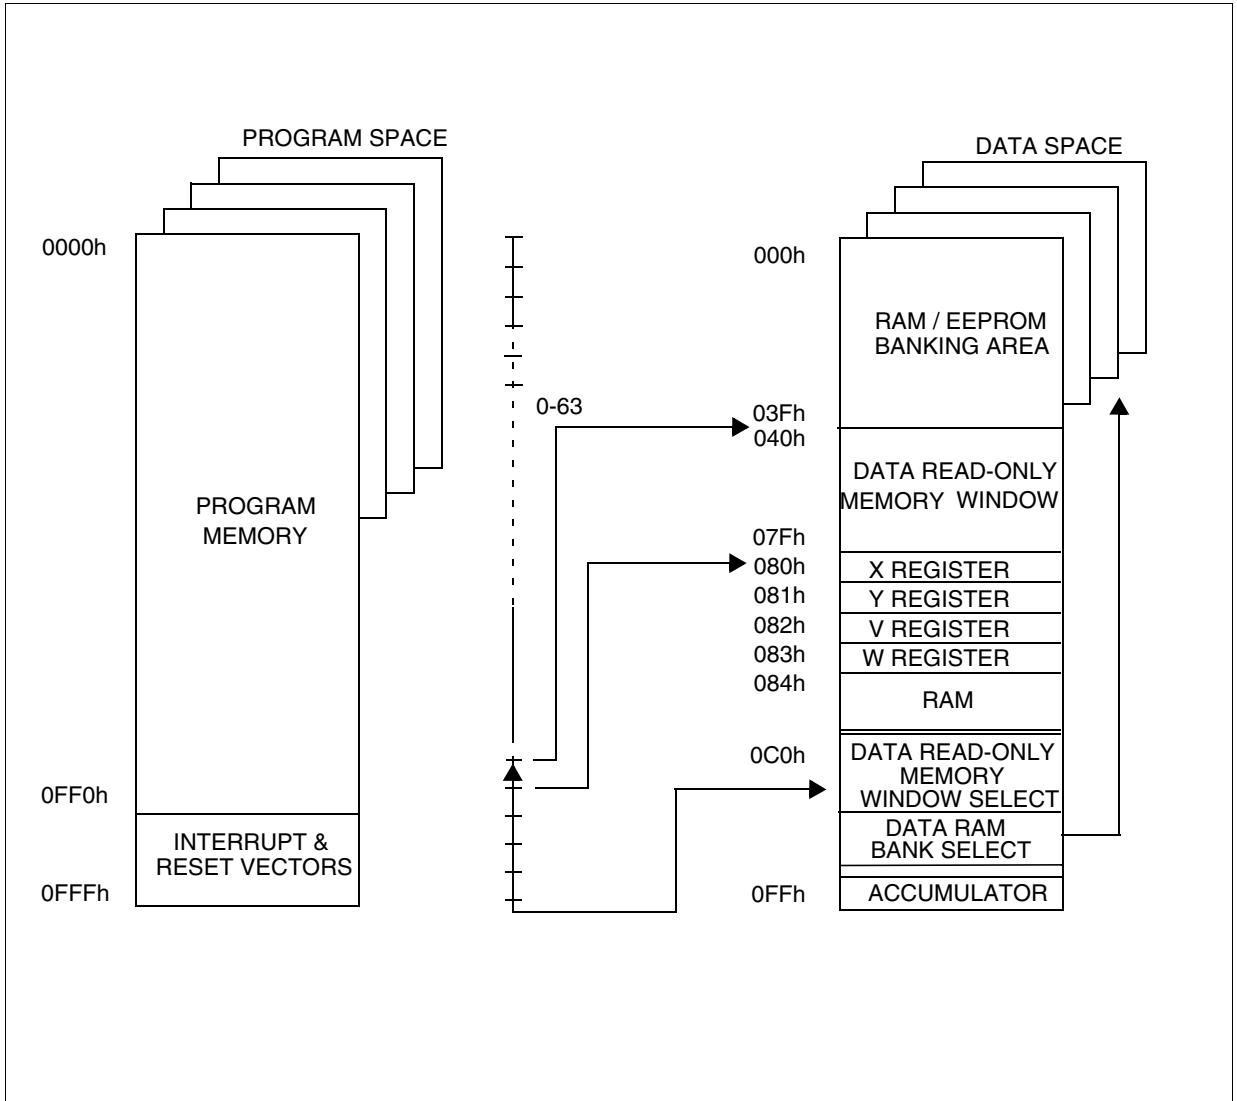 PROGRAM SPACE
0000h
PROGRAM
MEMORY
0FF0h
INTERRUPT &
RESET VECTORS
0FFFh
0-63
DATA SPACE
000h
RAM / EEPROM
BANKING AREA
03Fh
040h
DATA READ-ONLY
MEMORY WINDOW
07Fh
080h
X REGISTER
081h
Y REGISTER
082h
V REGISTER
083h
W REGISTER
084h
RAM
0C0h
DATA READ-ONLY
MEMORY
WINDOW SELECT
DATA RAM
BANK SELECT
0FFh
ACCUMULATOR